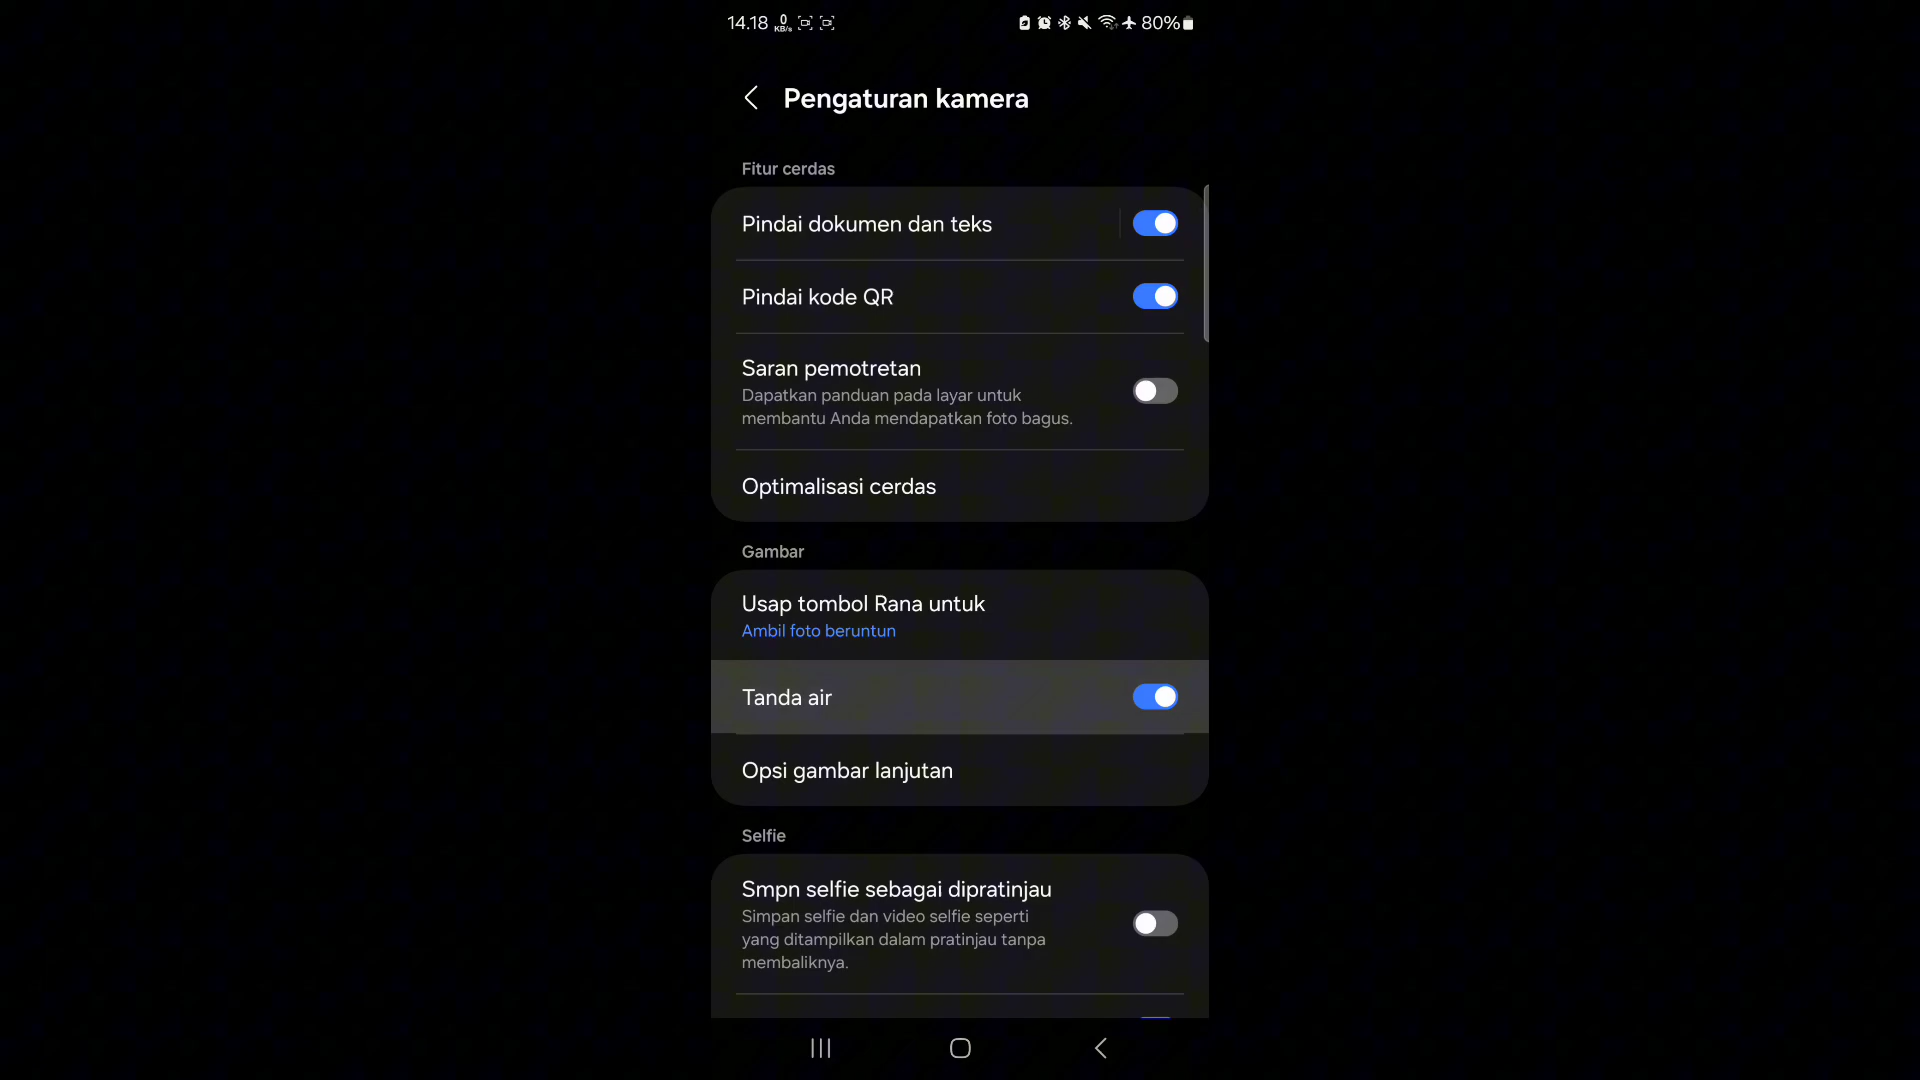 14.18 0 KB/s 80%
Pengaturan kamera
Fitur cerdas
Pindai dokumen dan teks
Pindai kode QR
Saran pemotretan
Dapatkan panduan pada layar untuk
membantu Anda mendapatkan foto bagus.
Optimalisasi cerdas
Gambar
Usap tombol Rana untuk
Ambil foto beruntun
Tanda air
Opsi gambar lanjutan
Selfie
Smpn selfie sebagai dipratinjau
Simpan selfie dan video selfie seperti
yang ditampilkan dalam pratinjau tanpa
membaliknya.